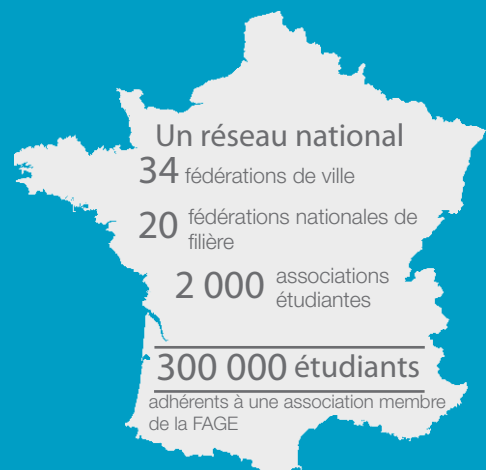 Un réseau national
34 fédérations de ville
20 fédérations nationales de
filière
2 000 associations
étudiantes
300 000 étudiants
adhérents à une association membre
de la FAGE